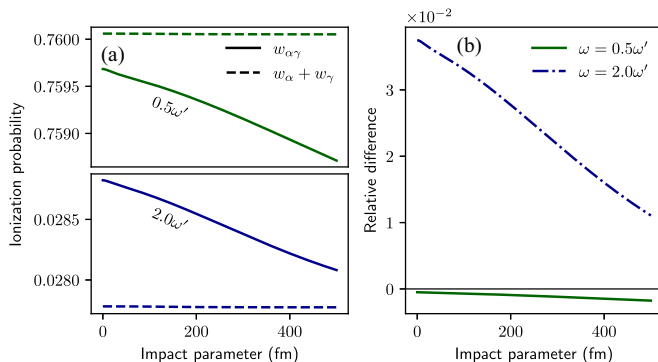 ×10⁻²
0.7600
0.7595
0.7590
(a)
w_αγ
w_α + w_γ
0.5ω′
Ionization probability
0.0285
0.0280
2.0ω′
0
200
400
Impact parameter (fm)
(b)
ω = 0.5ω′
ω = 2.0ω′
Relative difference
3
2
1
0
0
200
400
Impact parameter (fm)